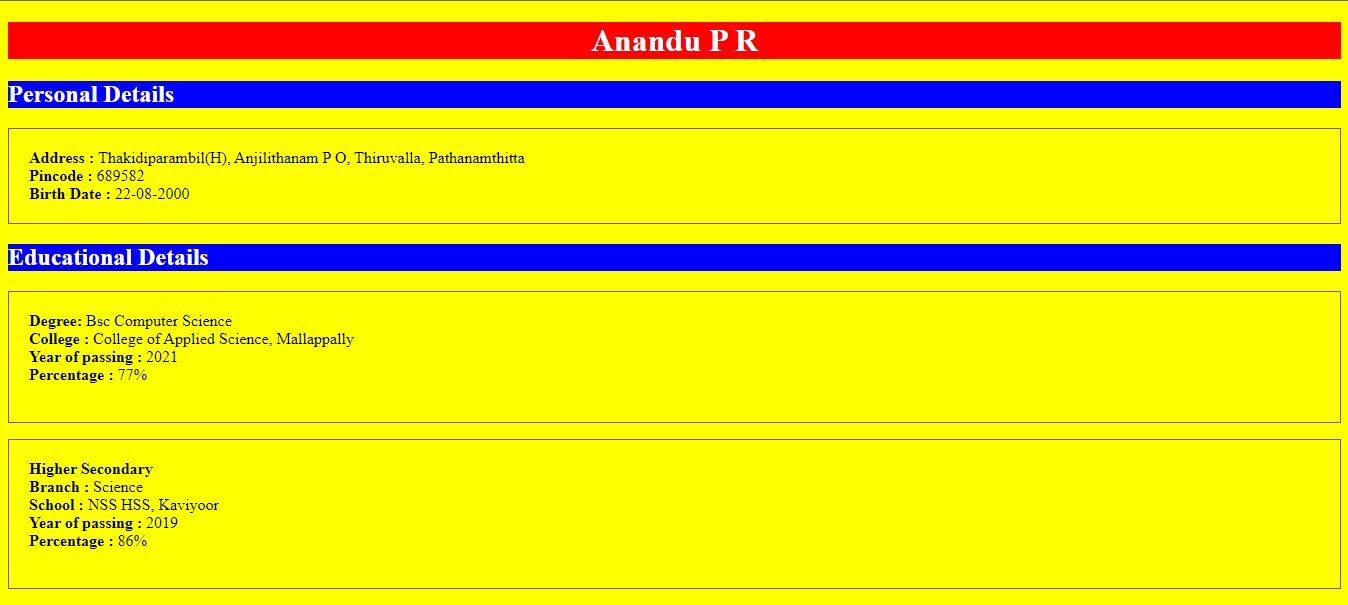 Anandu P R
Personal Details
Address : Thakidiparambil(H), Anjilithanam P O, Thiruvalla, Pathanamthitta
Pincode : 689582
Birth Date : 22-08-2000
Educational Details
Degree: Bsc Computer Science
College : College of Applied Science, Mallappally
Year of passing : 2021
Percentage : 77%
Higher Secondary
Branch : Science
School : NSS HSS, Kaviyoor
Year of passing : 2019
Percentage : 86%